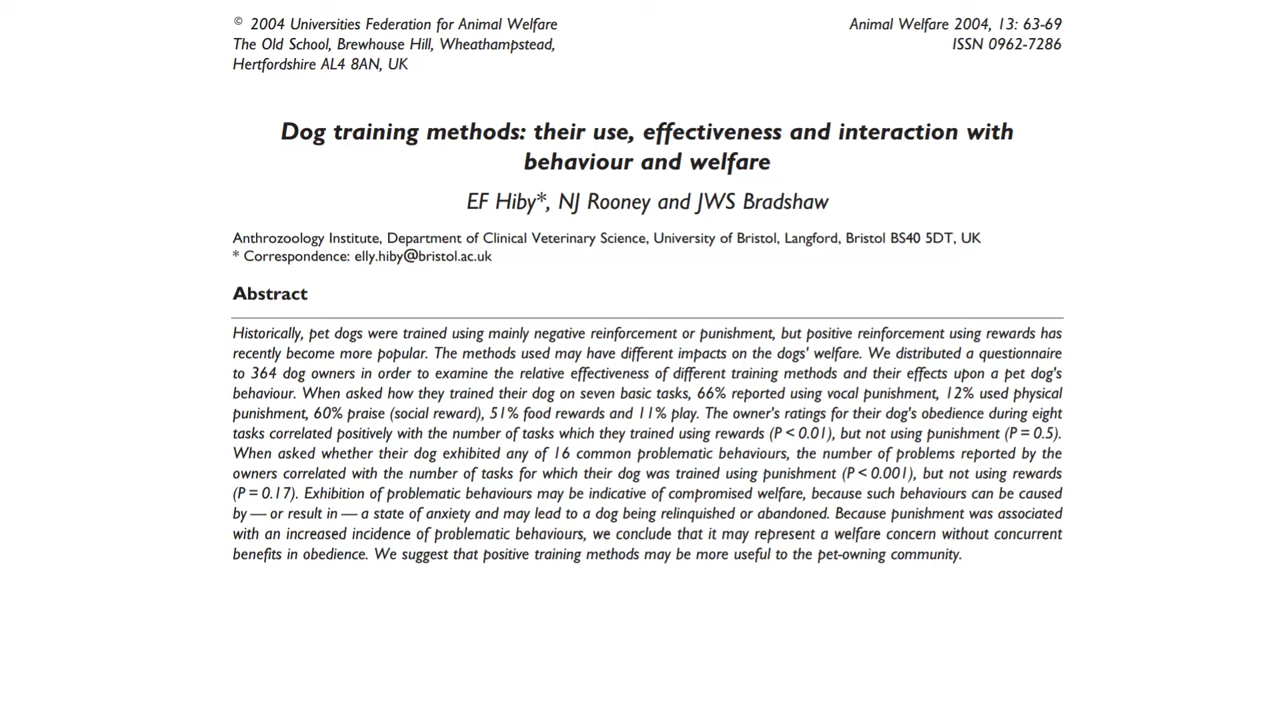 © 2004 Universities Federation for Animal Welfare
The Old School, Brewhouse Hill, Wheathampstead,
Hertfordshire AL4 8AN, UK
Animal Welfare 2004, 13: 63-69
ISSN 0962-7286
Dog training methods: their use, effectiveness and interaction with
behaviour and welfare
EF Hiby*, NJ Rooney and JWS Bradshaw
Anthrozoology Institute, Department of Clinical Veterinary Science, University of Bristol, Langford, Bristol BS40 5DT, UK
* Correspondence: elly.hiby@bristol.ac.uk
Abstract
Historically, pet dogs were trained using mainly negative reinforcement or punishment, but positive reinforcement using rewards has
recently become more popular. The methods used may have different impacts on the dogs' welfare. We distributed a questionnaire
to 364 dog owners in order to examine the relative effectiveness of different training methods and their effects upon a pet dog's
behaviour. When asked how they trained their dog on seven basic tasks, 66% reported using vocal punishment, 12% used physical
punishment, 60% praise (social reward), 51% food rewards and 11% play. The owner's ratings for their dog's obedience during eight
tasks correlated positively with the number of tasks which they trained using rewards (P < 0.01), but not using punishment (P = 0.5).
When asked whether their dog exhibited any of 16 common problematic behaviours, the number of problems reported by the
owners correlated with the number of tasks for which their dog was trained using punishment (P < 0.001), but not using rewards
(P = 0.17). Exhibition of problematic behaviours may be indicative of compromised welfare, because such behaviours can be caused
by — or result in — a state of anxiety and may lead to a dog being relinquished or abandoned. Because punishment was associated
with an increased incidence of problematic behaviours, we conclude that it may represent a welfare concern without concurrent
benefits in obedience. We suggest that positive training methods may be more useful to the pet-owning community.